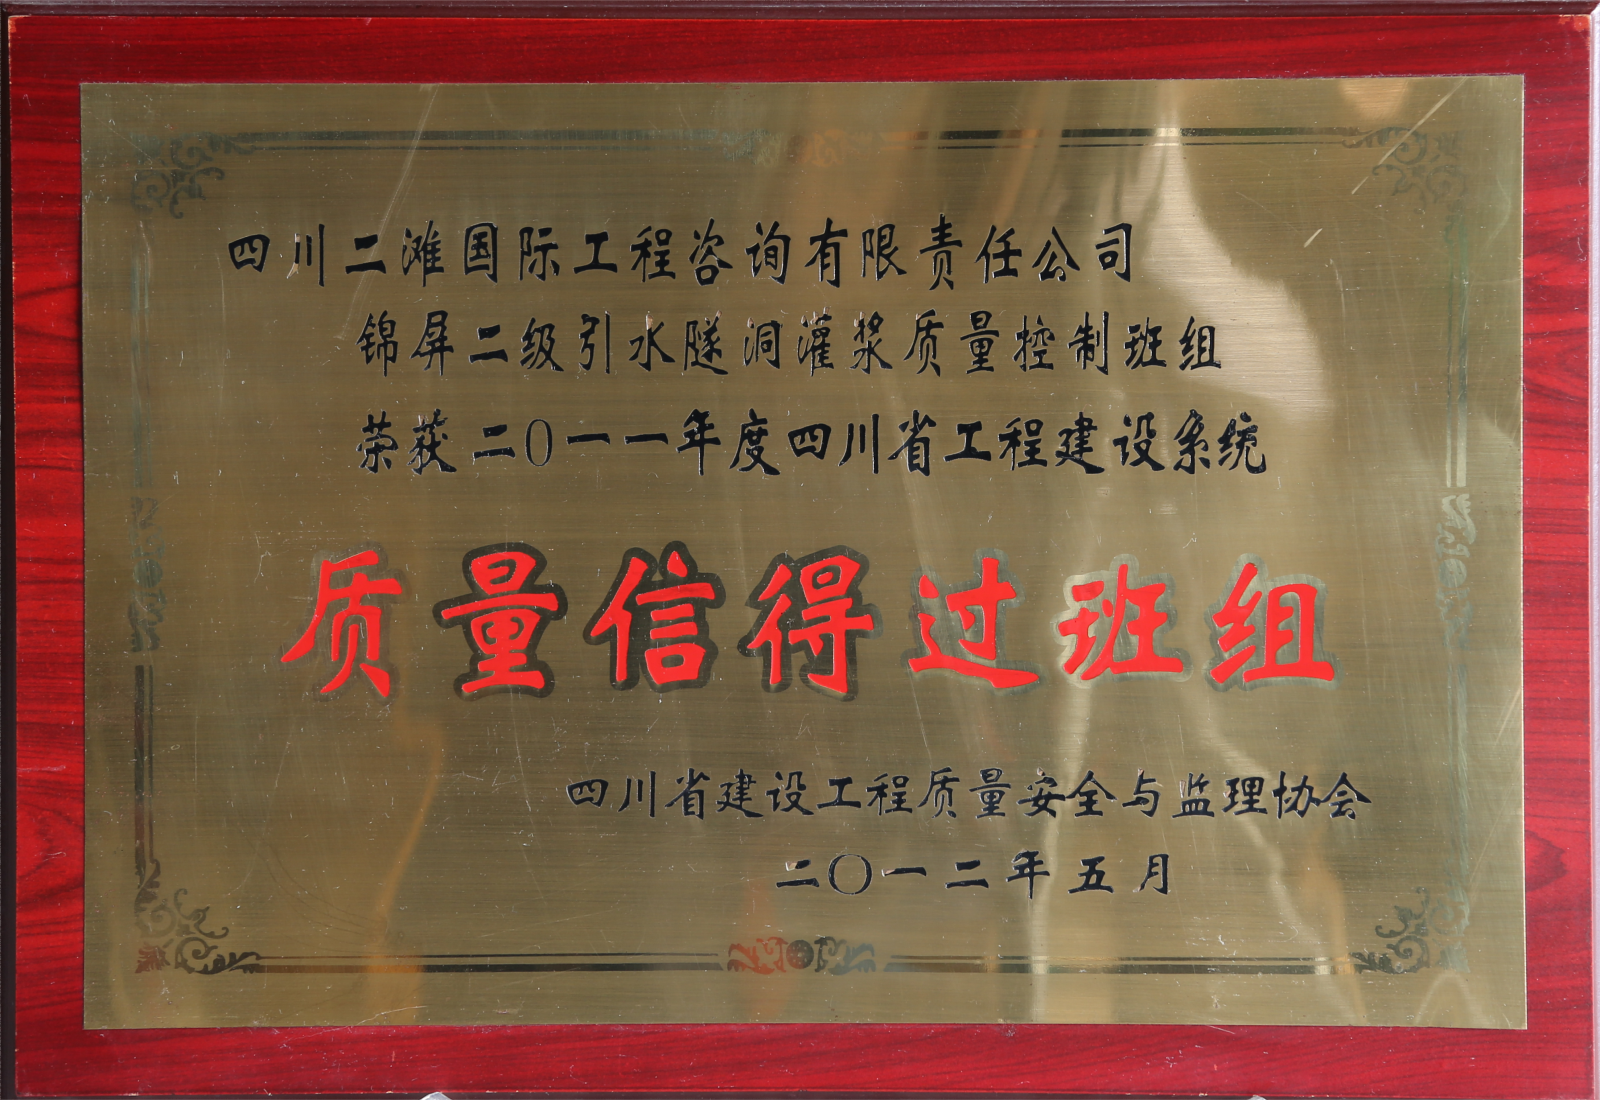 四川二滩国际工程咨询有限责任公司
锦屏二级引水隧洞灌浆质量控制班组
荣获二〇一一年度四川省工程建设系统
质量信得过班组
四川省建设工程质量安全与监理协会
二〇一二年五月